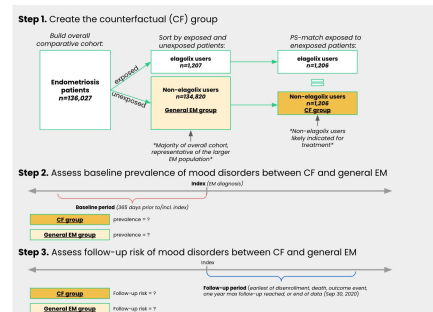 Step 1. Create the counterfactual (CF) group
Build overall
comparative cohort:
Sort by exposed and
unexposed patients:
PS-match exposed to
unexposed patients:
Endometriosis
patients
n=136,027
exposed
unexposed
elagolix users
n=1,207
elagolix users
n=1,206
Non-elagolix users
n=134,820
General EM group
Non-elagolix users
n=1,206
CF group
*Majority of overall cohort,
representative of the larger
EM population*
*Non-elagolix users
likely indicated for
treatment*
Step 2. Assess baseline prevalence of mood disorders between CF and general EM
Index (EM diagnosis)
Baseline period (365 days prior to/incl. index)
CF group prevalence = ?
General EM group prevalence = ?
Step 3. Assess follow-up risk of mood disorders between CF and general EM
Index
Follow-up period (earliest of disenrollment, death, outcome event,
one year max follow-up reached, or end of data (Sep 30, 2020)
CF group Follow-up risk = ?
General EM group Follow-up risk = ?